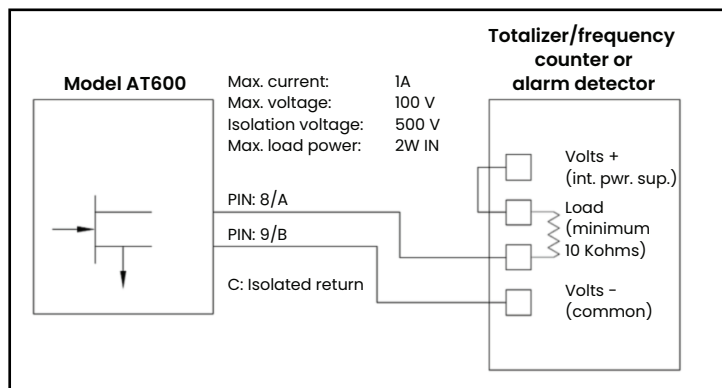 Totalizer/frequency
counter or
alarm detector
Model AT600
Max. current: 1A
Max. voltage: 100 V
Isolation voltage: 500 V
Max. load power: 2W IN
Volts +
(int. pwr. sup.)
Load
(minimum
10 Kohms)
PIN: 8/A
PIN: 9/B
C: Isolated return
Volts -
(common)